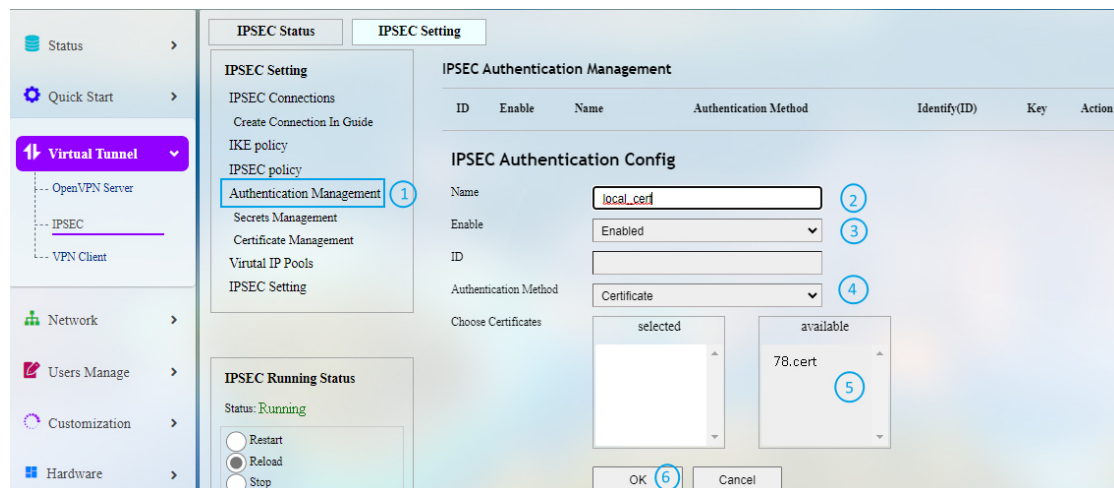 Status
Quick Start
Virtual Tunnel
OpenVPN Server
IPSEC
VPN Client
Network
Users Manage
Customization
Hardware
IPSEC Status
IPSEC Setting
IPSEC Setting
IPSEC Connections
Create Connection In Guide
IKE policy
IPSEC policy
Authentication Management 1
Secrets Management
Certificate Management
Virutal IP Pools
IPSEC Setting
IPSEC Running Status
Status: Running
Restart
Reload
Stop
IPSEC Authentication Management
ID Enable Name Authentication Method Identify(ID) Key Action
IPSEC Authentication Config
Name local_cert 2
Enable Enabled 3
ID
Authentication Method Certificate 4
Choose Certificates selected available
78.cert
5
OK 6 Cancel